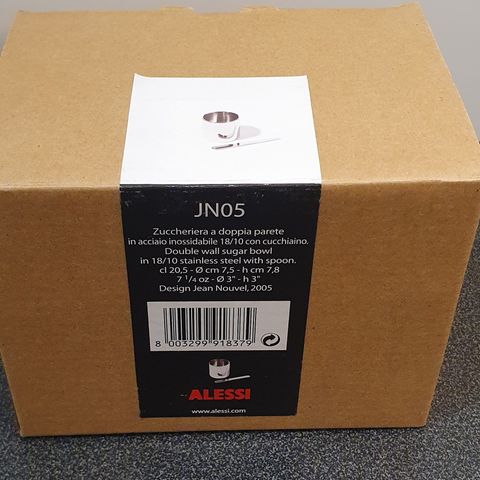 JN05
Zuccheriera a doppia parete
in acciaio inossidabile 18/10 con cucchiaino.
Double wall sugar bowl
in 18/10 stainless steel with spoon.
cl 20,5 - Ø cm 7,5 - h cm 7,8
7 1/4 oz - Ø 3" - h 3"
Design Jean Nouvel, 2005
8 003299 918379
ALESSI
www.alessi.com